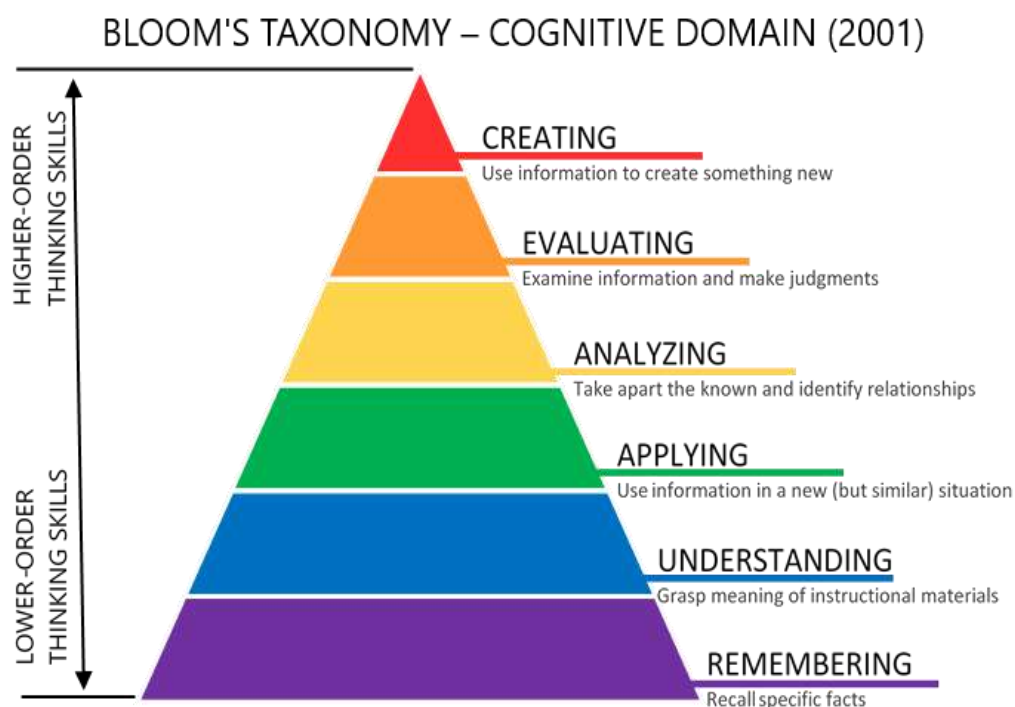 BLOOM'S TAXONOMY – COGNITIVE DOMAIN (2001)
HIGHER-ORDER
THINKING SKILLS
CREATING
Use information to create something new
EVALUATING
Examine information and make judgments
ANALYZING
Take apart the known and identify relationships
APPLYING
Use information in a new (but similar) situation
LOWER-ORDER
THINKING SKILLS
UNDERSTANDING
Grasp meaning of instructional materials
REMEMBERING
Recall specific facts